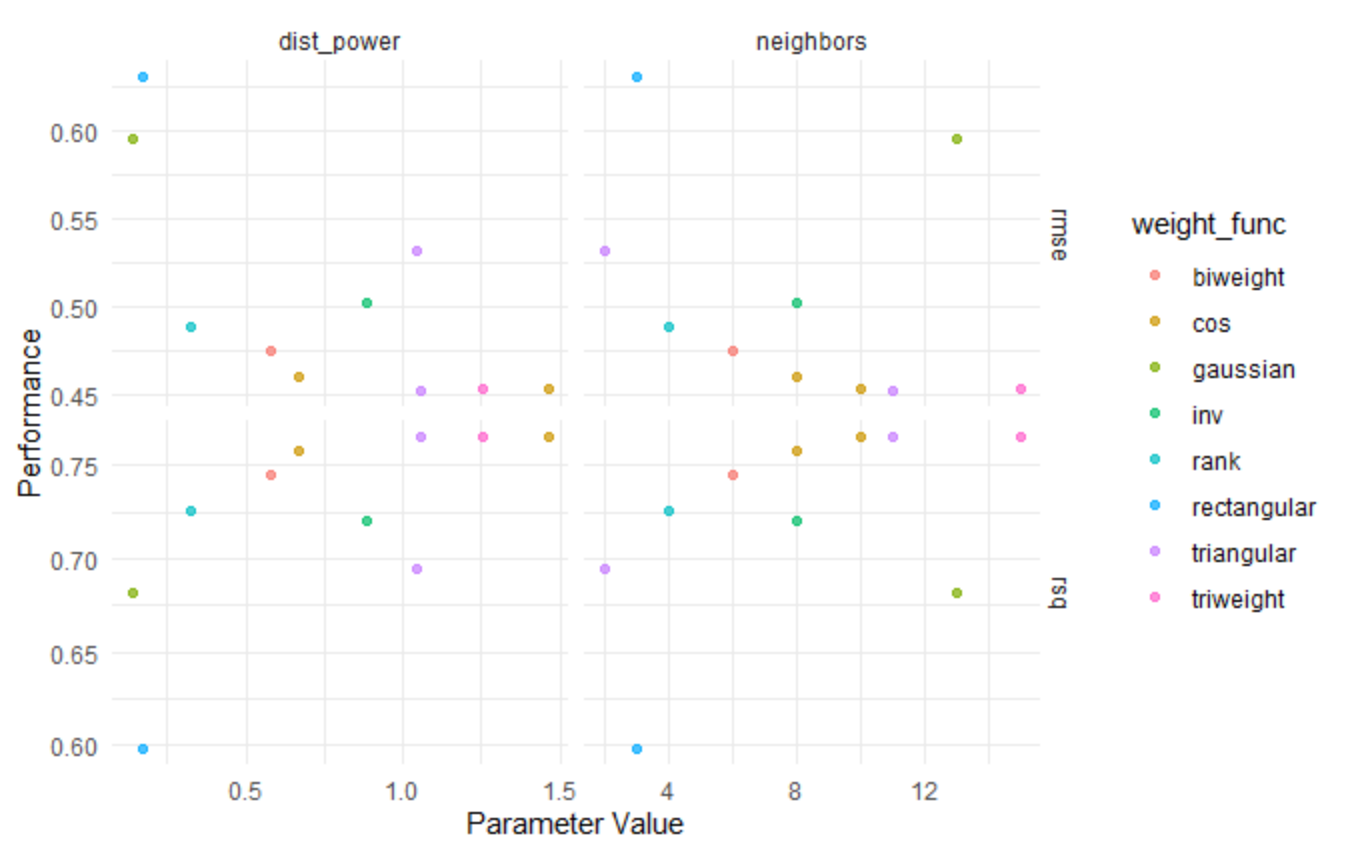 dist_power
neighbors
0.60
0.55
0.50
0.45
rmse
0.75
0.70
0.65
0.60
rsq
Performance
0.5
1.0
1.5
4
8
12
Parameter Value
weight_func
biweight
cos
gaussian
inv
rank
rectangular
triangular
triweight